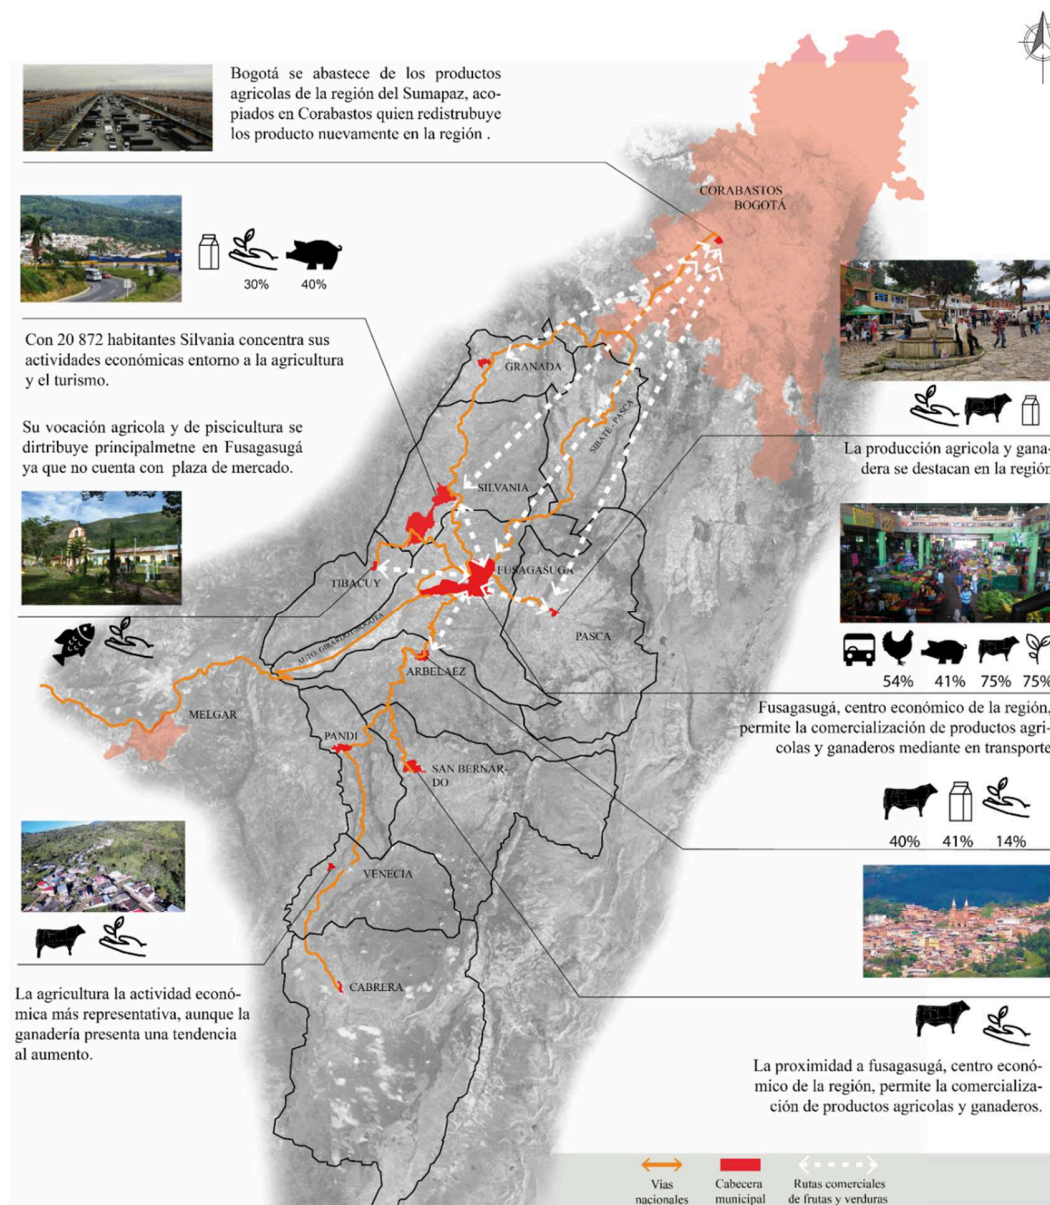 Bogotá se abastece de los productos
agricolas de la región del Sumapaz, aco-
piados en Corabastos quien redistrubuye
los producto nuevamente en la región .
CORABASTOS
BOGOTÁ
30%
40%
Con 20 872 habitantes Silvania concentra sus
actividades económicas entorno a la agricultura
y el turismo.
Su vocación agricola y de piscicultura se
dirtribuye principalmetne en Fusagasugá
ya que no cuenta con plaza de mercado.
GRANADA
SIBATE - PASCA
SILVANIA
La producción agricola y gana-
dera se destacan en la región
TIBACUY
FUSAGASUGA
PASCA
AUTO. GIRARDOT-BOGOTA
ARBELAEZ
54%
41%
75%
75%
Fusagasugá, centro económico de la región,
permite la comercialización de productos agri-
colas y ganaderos mediante en transporte
MELGAR
PANDI
SAN BERNAR-
DO
40%
41%
14%
VENECIA
CABRERA
La agricultura la actividad econó-
mica más representativa, aunque la
ganadería presenta una tendencia
al aumento.
La proximidad a fusagasugá, centro econó-
mico de la región, permite la comercializa-
ción de productos agricolas y ganaderos.
Vias
nacionales
Cabecera
municipal
Rutas comerciales
de frutas y verduras